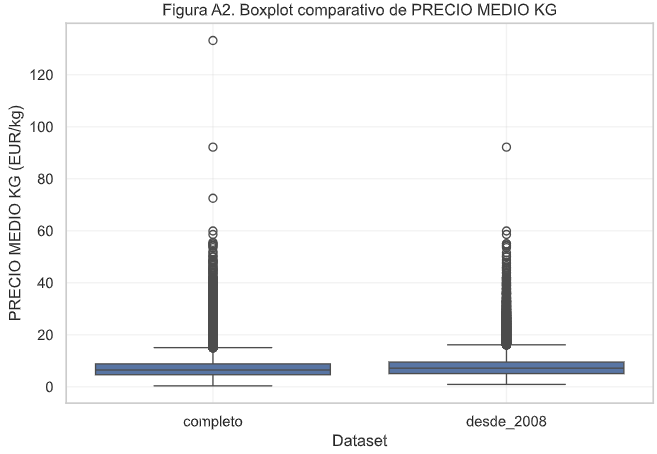 Figura A2. Boxplot comparativo de PRECIO MEDIO KG
PRECIO MEDIO KG (EUR/kg)
120
100
80
60
40
20
0
completo desde_2008
Dataset